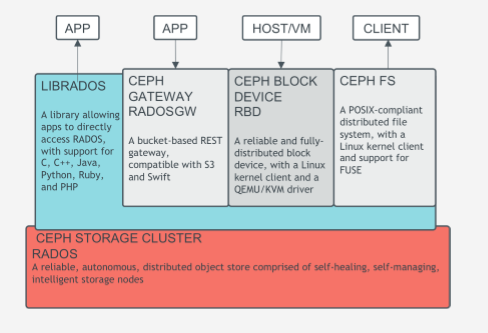 APP
APP
HOST/VM
CLIENT
LIBRADOS
A library allowing
apps to directly
access RADOS,
with support for
C, C++, Java,
Python, Ruby,
and PHP
CEPH
GATEWAY
RADOSGW
A bucket-based REST
gateway,
compatible with S3
and Swift
CEPH BLOCK
DEVICE
RBD
A reliable and fully-
distributed block
device, with a Linux
kernel client and a
QEMU/KVM driver
CEPH FS
A POSIX-compliant
distributed file
system, with a
Linux kernel client
and support for
FUSE
CEPH STORAGE CLUSTER
RADOS
A reliable, autonomous, distributed object store comprised of self-healing, self-managing,
intelligent storage nodes